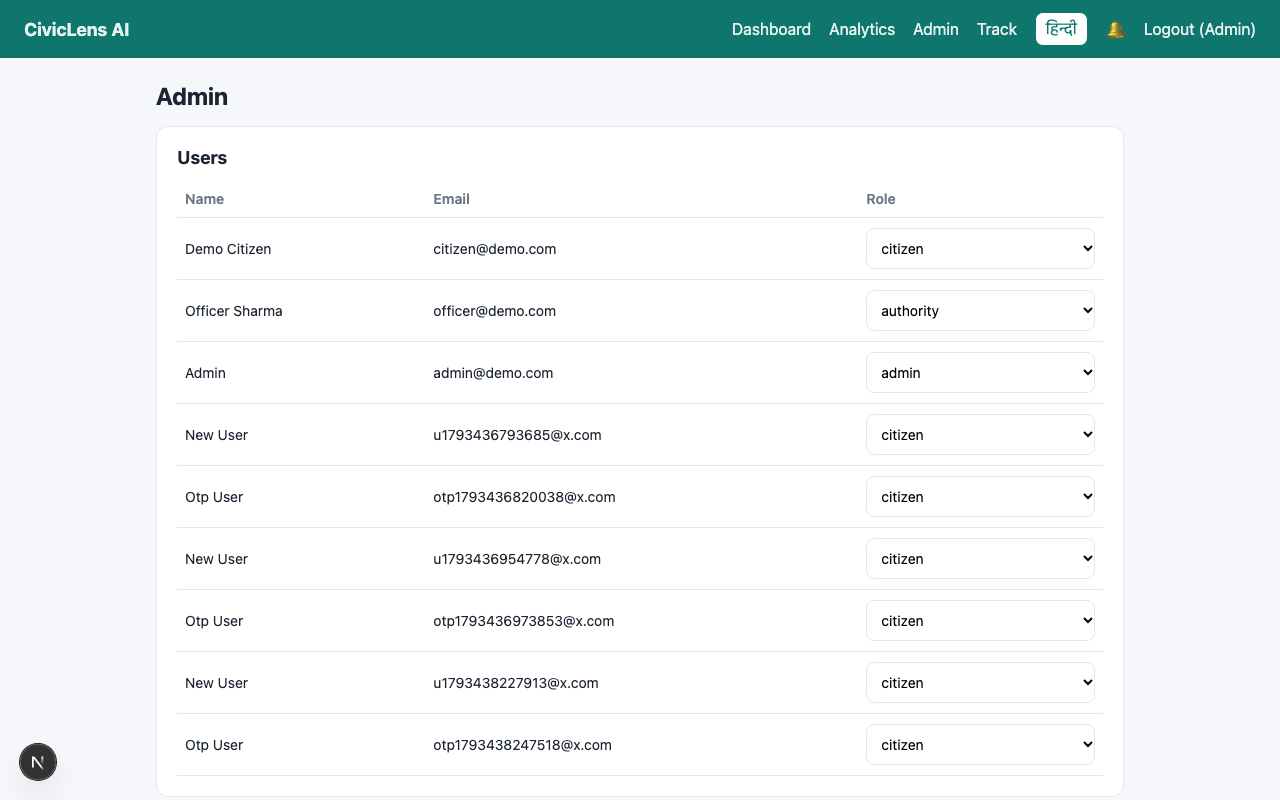 CivicLens AI Dashboard Analytics Admin Track हिन्दी Logout (Admin)
Admin
Users
Name Email Role
Demo Citizen citizen@demo.com citizen
Officer Sharma officer@demo.com authority
Admin admin@demo.com admin
New User u1793436793685@x.com citizen
Otp User otp1793436820038@x.com citizen
New User u1793436954778@x.com citizen
Otp User otp1793436973853@x.com citizen
New User u1793438227913@x.com citizen
Otp User otp1793438247518@x.com citizen
N